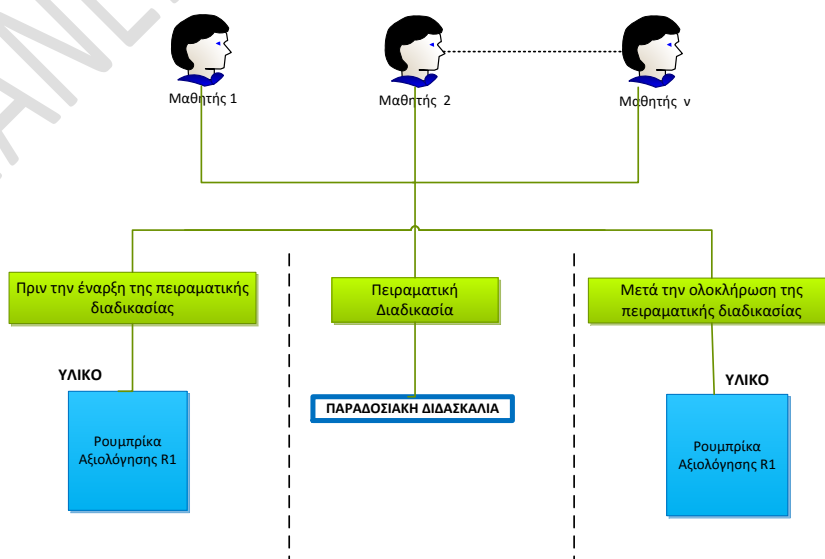 Μαθητής 1
Μαθητής 2
Μαθητής ν
Πριν την έναρξη της πειραματικής
διαδικασίας
Πειραματική
Διαδικασία
Μετά την ολοκλήρωση της
πειραματικής διαδικασίας
ΥΛΙΚΟ
ΥΛΙΚΟ
ΠΑΡΑΔΟΣΙΑΚΗ ΔΙΔΑΣΚΑΛΙΑ
Ρουμπρίκα
Αξιολόγησης R1
Ρουμπρίκα
Αξιολόγησης R1